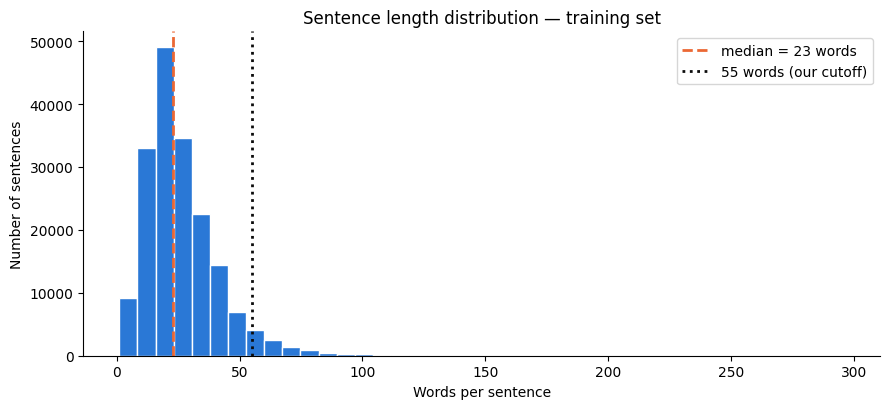 Sentence length distribution — training set
median = 23 words
55 words (our cutoff)
Number of sentences
50000
40000
30000
20000
10000
0
0 50 100 150 200 250 300
Words per sentence